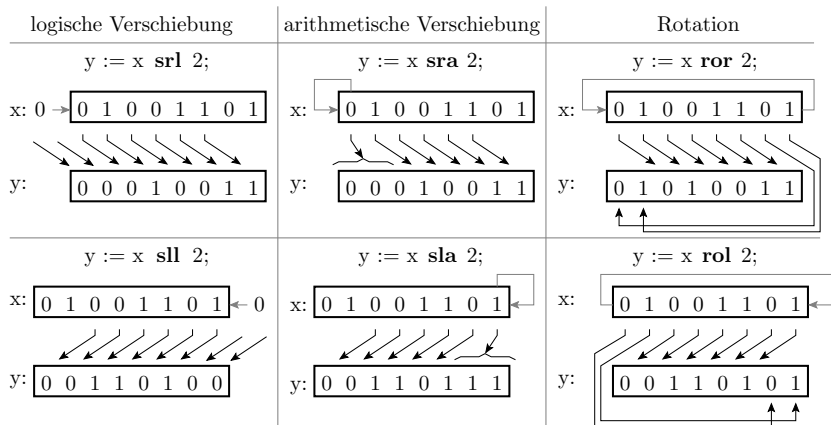 logische Verschiebung arithmetische Verschiebung Rotation
y := x srl 2; y := x sra 2; y := x ror 2;
x: 0 0 1 0 0 1 1 0 1 x: 0 1 0 0 1 1 0 1 x: 0 1 0 0 1 1 0 1
y: 0 0 0 1 0 0 1 1 y: 0 0 0 1 0 0 1 1 y: 0 1 0 1 0 0 1 1
y := x sll 2; y := x sla 2; y := x rol 2;
x: 0 1 0 0 1 1 0 1 0 x: 0 1 0 0 1 1 0 1 x: 0 1 0 0 1 1 0 1
y: 0 0 1 1 0 1 0 0 y: 0 0 1 1 0 1 1 1 y: 0 0 1 1 0 1 0 1